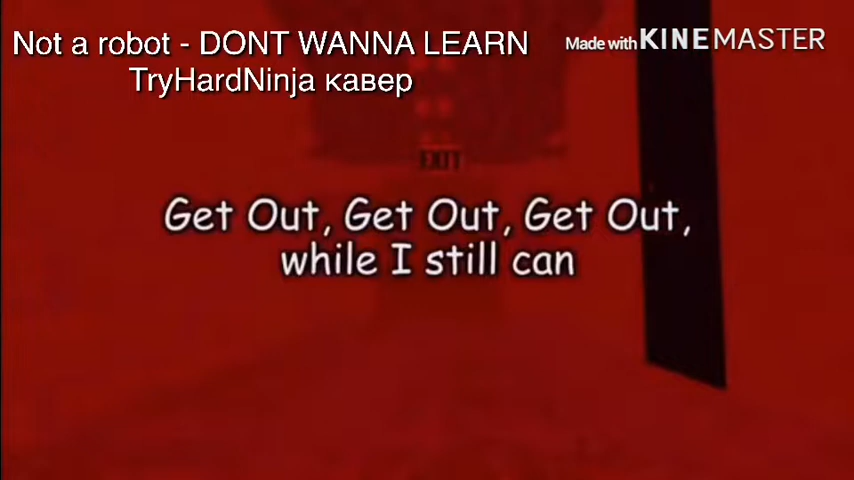 Not a robot - DONT WANNA LEARN
TryHardNinja кавер
Made with KINEMASTER
EXIT
Get Out, Get Out, Get Out,
while I still can